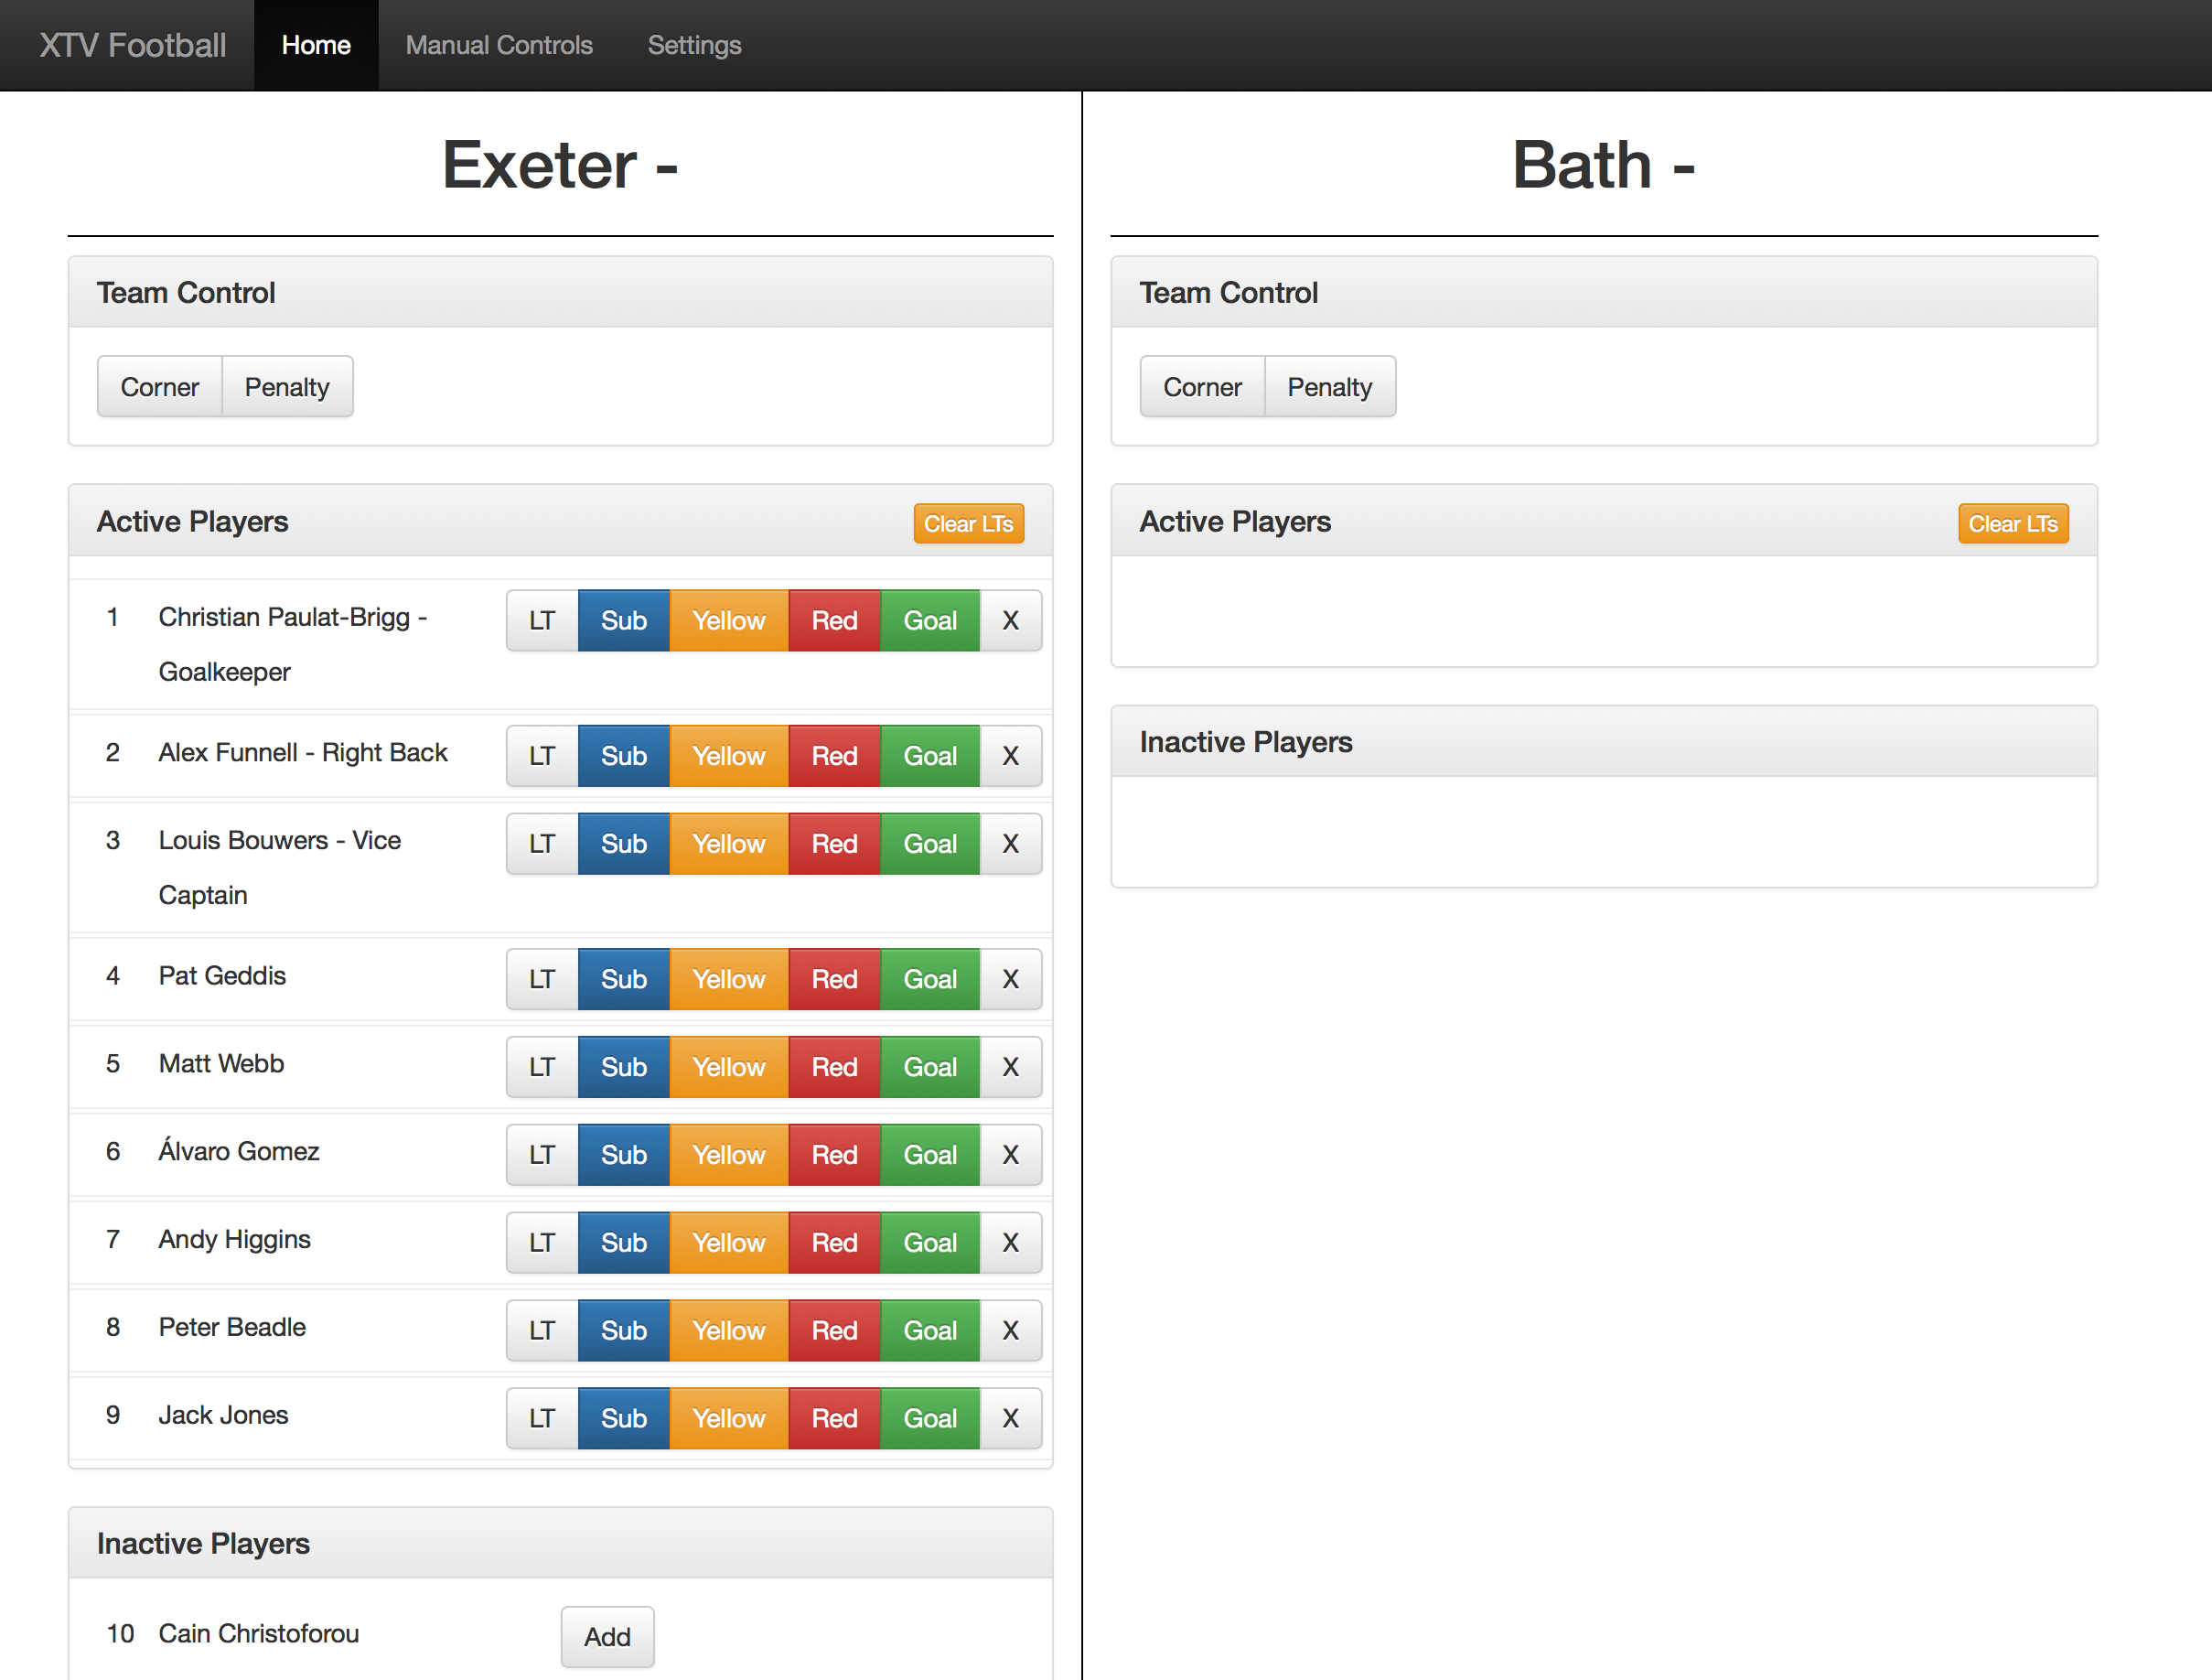 XTV Football Home Manual Controls Settings
Exeter -
Team Control
Corner Penalty
Active Players Clear LTs
1 Christian Paulat-Brigg - LT Sub Yellow Red Goal X
Goalkeeper
2 Alex Funnell - Right Back LT Sub Yellow Red Goal X
3 Louis Bouwers - Vice LT Sub Yellow Red Goal X
Captain
4 Pat Geddis LT Sub Yellow Red Goal X
5 Matt Webb LT Sub Yellow Red Goal X
6 Álvaro Gomez LT Sub Yellow Red Goal X
7 Andy Higgins LT Sub Yellow Red Goal X
8 Peter Beadle LT Sub Yellow Red Goal X
9 Jack Jones LT Sub Yellow Red Goal X
Inactive Players
10 Cain Christoforou Add
Bath -
Team Control
Corner Penalty
Active Players Clear LTs
Inactive Players